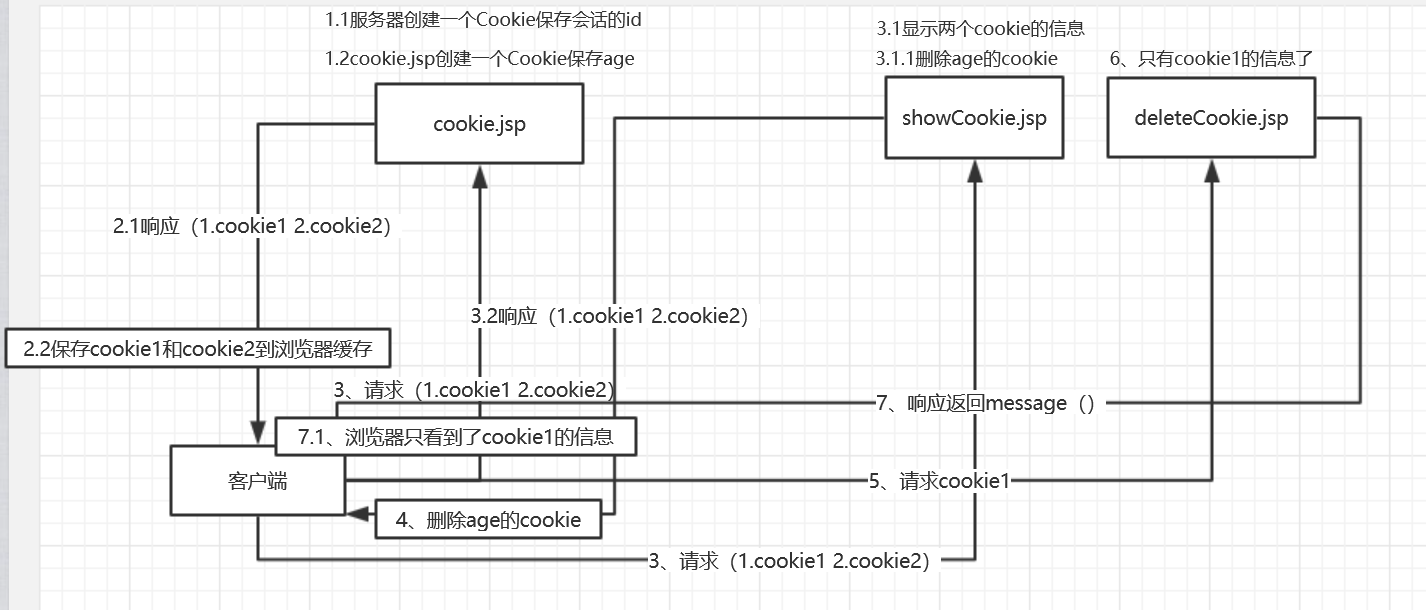 1.1服务器创建一个Cookie保存会话的id
1.2cookie.jsp创建一个Cookie保存age
3.1显示两个cookie的信息
3.1.1删除age的cookie
6、只有cookie1的信息了
cookie.jsp
showCookie.jsp
deleteCookie.jsp
2.1响应（1.cookie1 2.cookie2）
3.2响应（1.cookie1 2.cookie2）
2.2保存cookie1和cookie2到浏览器缓存
3、请求（1.cookie1 2.cookie2）
7、响应返回message（）
7.1、浏览器只看到了cookie1的信息
客户端
5、请求cookie1
4、删除age的cookie
3、请求（1.cookie1 2.cookie2）